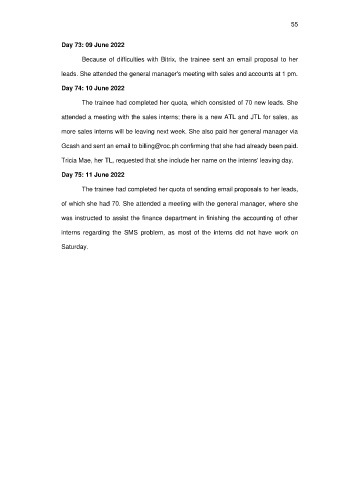 55
Day 73: 09 June 2022
Because of difficulties with Bitrix, the trainee sent an email proposal to her
leads. She attended the general manager's meeting with sales and accounts at 1 pm.
Day 74: 10 June 2022
The trainee had completed her quota, which consisted of 70 new leads. She
attended a meeting with the sales interns; there is a new ATL and JTL for sales, as
more sales interns will be leaving next week. She also paid her general manager via
Gcash and sent an email to billing@roc.ph confirming that she had already been paid.
Tricia Mae, her TL, requested that she include her name on the interns' leaving day.
Day 75: 11 June 2022
The trainee had completed her quota of sending email proposals to her leads,
of which she had 70. She attended a meeting with the general manager, where she
was instructed to assist the finance department in finishing the accounting of other
interns regarding the SMS problem, as most of the interns did not have work on
Saturday.